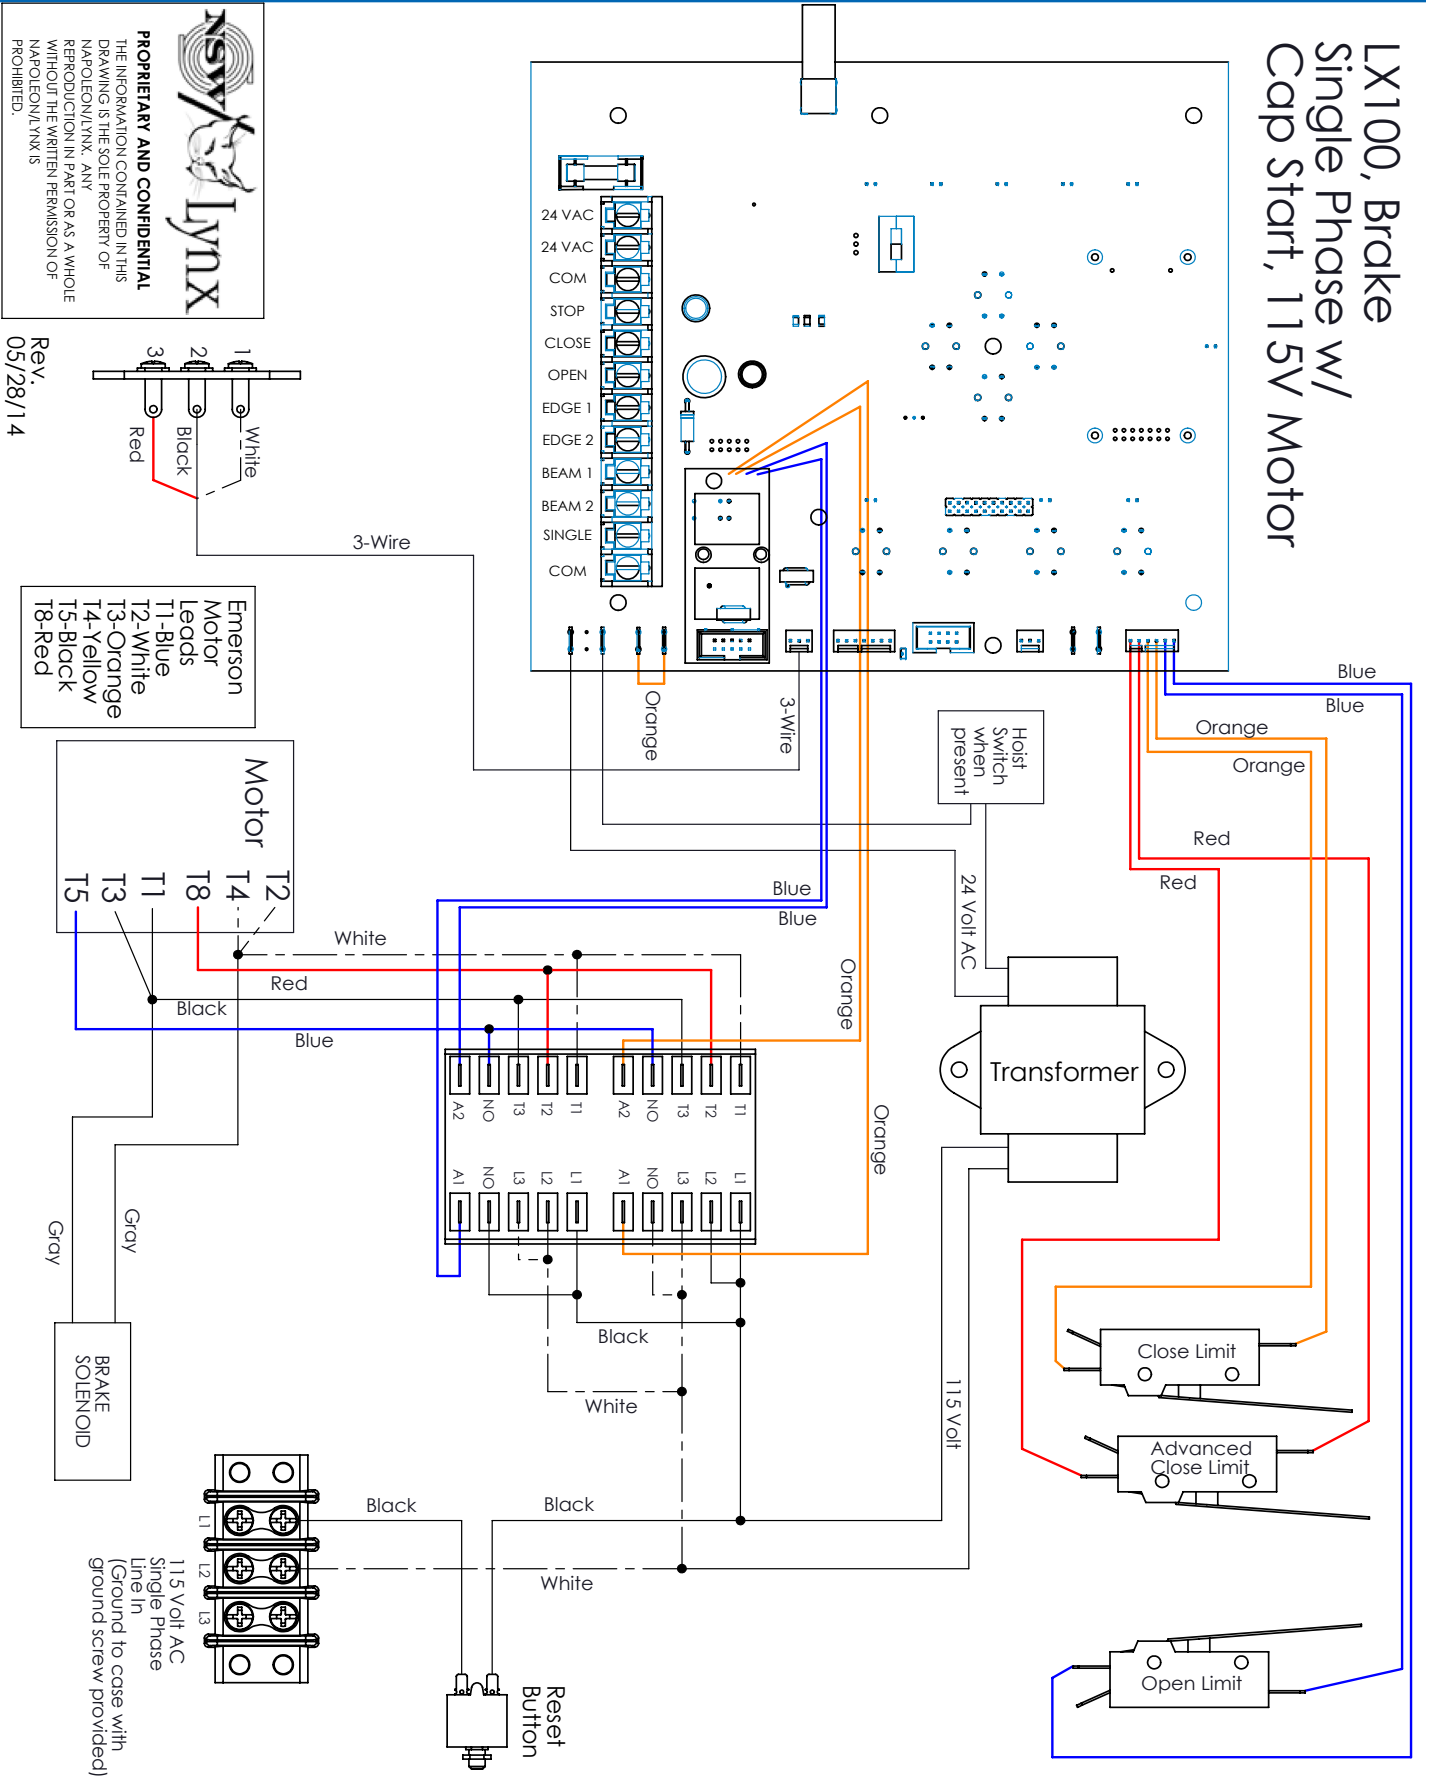 LX100, Brake
Single Phase w/
Cap Start, 115V Motor
NSW
Lynx
PROPRIETARY AND CONFIDENTIAL
THE INFORMATION CONTAINED IN THIS
DRAWING IS THE SOLE PROPERTY OF
NAPOLEON/LYNX. ANY
REPRODUCTION IN PART OR AS A WHOLE
WITHOUT THE WRITTEN PERMISSION OF
NAPOLEON/LYNX IS
PROHIBITED.
Rev.
05/28/14
24 VAC
24 VAC
COM
STOP
CLOSE
OPEN
EDGE 1
EDGE 2
BEAM 1
BEAM 2
SINGLE
COM
1
2
3
White
Black
Red
3-Wire
Emerson
Motor
Leads
T1-Blue
T2-White
T3-Orange
T4-Yellow
T5-Black
T8-Red
Orange
3-Wire
Hoist
Switch
when
present
Blue
Blue
Orange
Orange
Red
Red
Motor
T2
T4
T8
T1
T3
T5
White
Red
Black
Blue
Blue
Blue
Orange
Orange
24 Volt AC
Transformer
115 Volt
A2
NO
T3
T2
T1
A2
NO
T3
T2
T1
A1
NO
L3
L2
L1
A1
NO
L3
L2
L1
Black
White
Gray
Gray
BRAKE
SOLENOID
Close Limit
Advanced
Close Limit
Open Limit
Black
Black
White
L1
L2
L3
115 Volt AC
Single Phase
Line In
(Ground to case with
ground screw provided)
Reset
Button